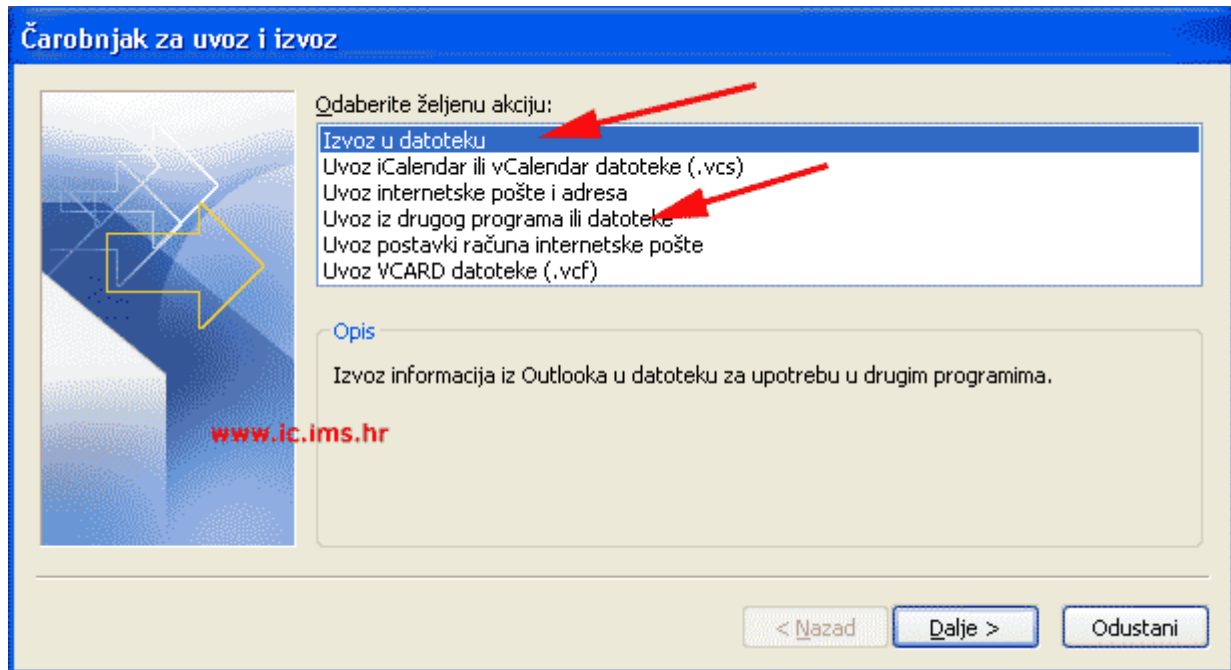 Čarobnjak za uvoz i izvoz
Odaberite željenu akciju:
Izvoz u datoteku
Uvoz iCalendar ili vCalendar datoteke (.vcs)
Uvoz internetske pošte i adresa
Uvoz iz drugog programa ili datoteke
Uvoz postavki računa internetske pošte
Uvoz VCARD datoteke (.vcf)
Opis
Izvoz informacija iz Outlooka u datoteku za upotrebu u drugim programima.
www.ic.ims.hr
< Nazad
Dalje >
Odustani